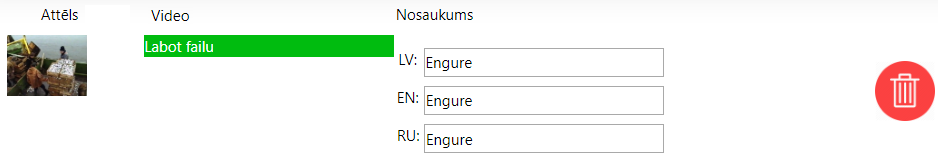 Attēls Video Nosaukums
Labot failu
LV: Engure
EN: Engure
RU: Engure